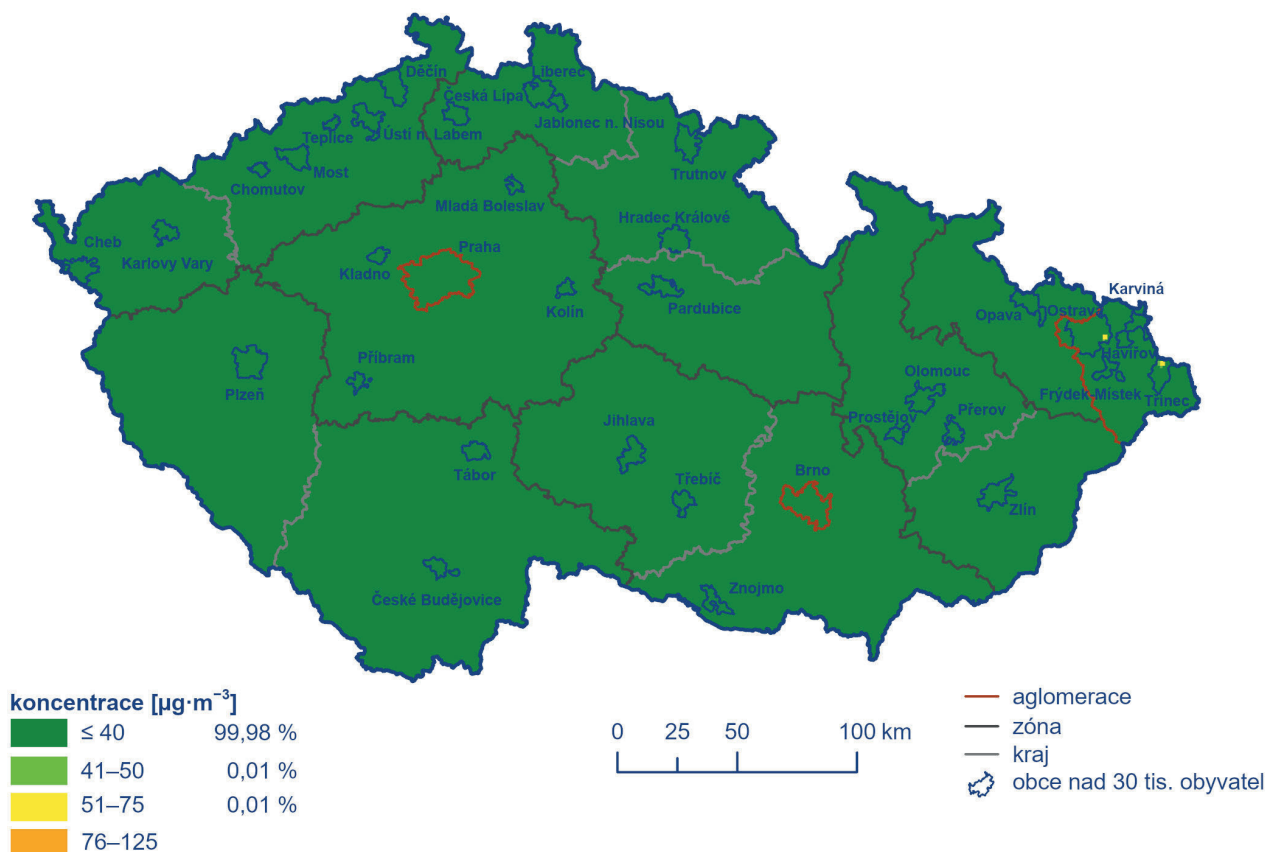 Děčín
Liberec
Česká Lípa
Jablonec n. Nisou
Teplice
Ústí n. Labem
Most
Chomutov
Trutnov
Mladá Boleslav
Hradec Králové
Cheb
Karlovy Vary
Praha
Kladno
Kolín
Pardubice
Karviná
Opava
Ostrava
Havířov
Příbram
Plzeň
Olomouc
Frýdek-Místek
Třinec
Prostějov
Přerov
Jihlava
Tábor
Třebíč
Brno
Zlín
Znojmo
České Budějovice
koncentrace [µg·m⁻³]
≤ 40 99,98 %
41–50 0,01 %
51–75 0,01 %
76–125
0 25 50 100 km
aglomerace
zóna
kraj
obce nad 30 tis. obyvatel